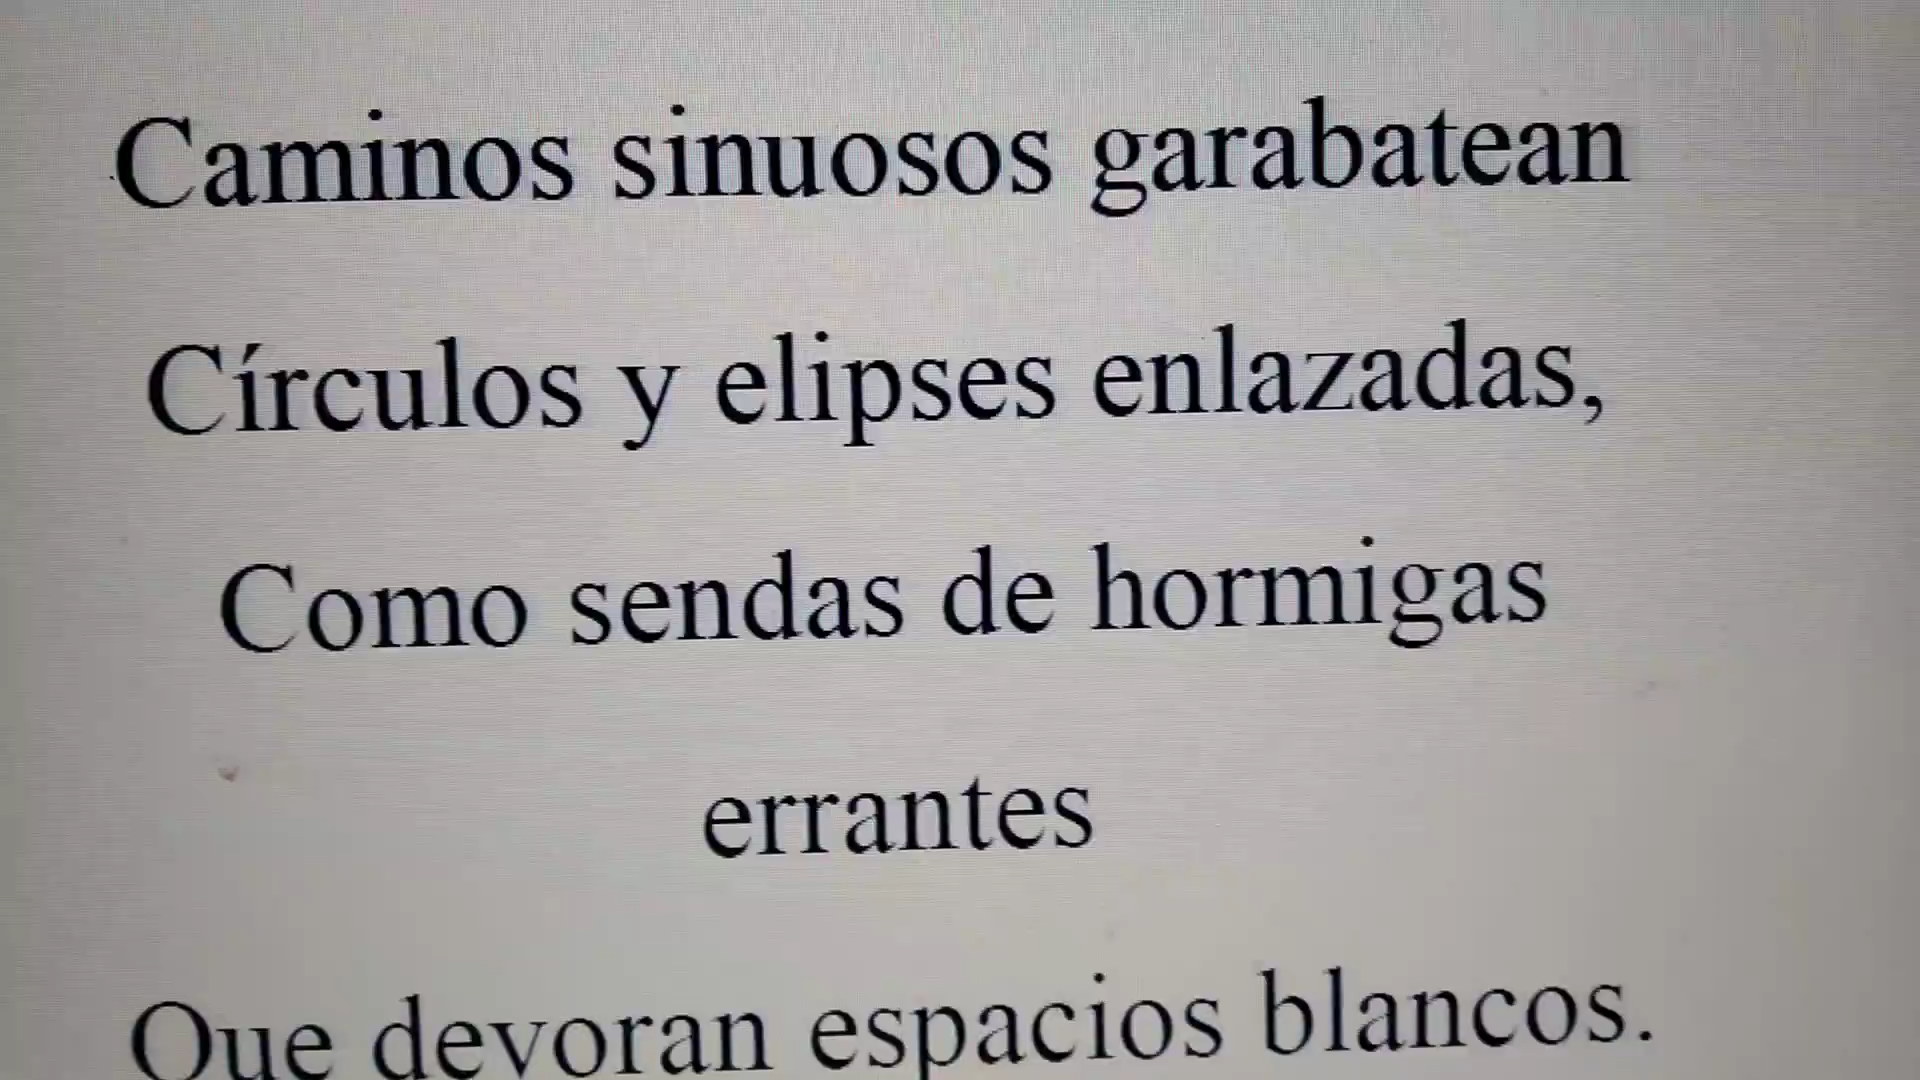 Caminos sinuosos garabatean
Círculos y elipses enlazadas,
Como sendas de hormigas
errantes
Que devoran espacios blancos.